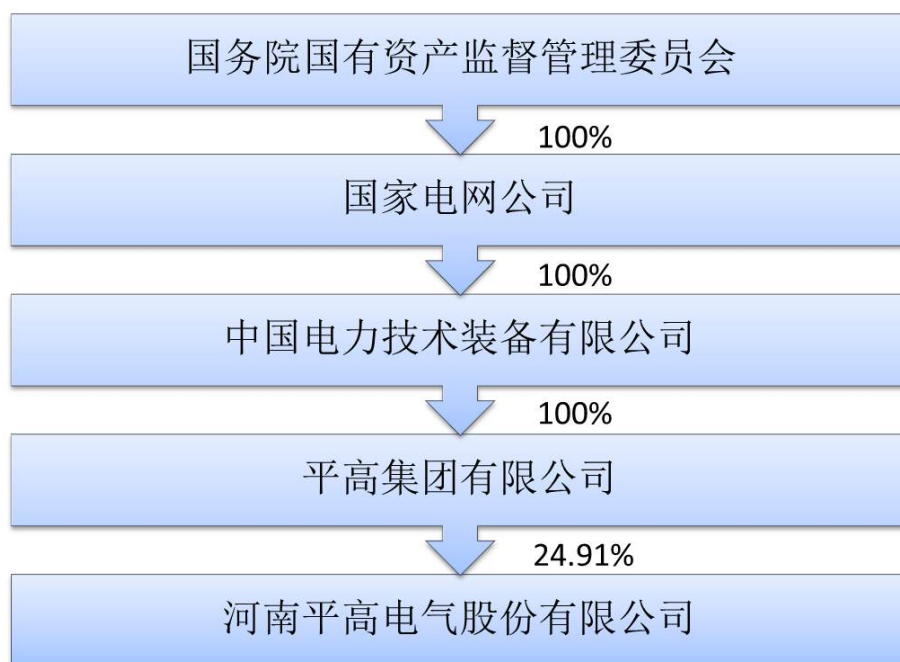 国务院国有资产监督管理委员会
100%
国家电网公司
100%
中国电力技术装备有限公司
100%
平高集团有限公司
24.91%
河南平高电气股份有限公司